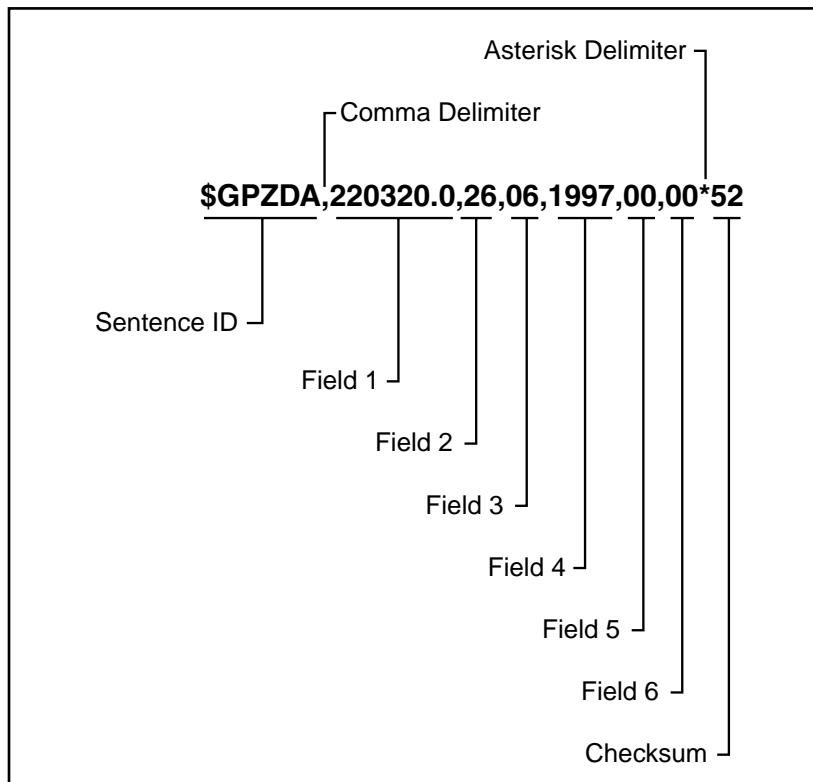 Asterisk Delimiter
Comma Delimiter
$GPZDA,220320.0,26,06,1997,00,00*52
Sentence ID
Field 1
Field 2
Field 3
Field 4
Field 5
Field 6
Checksum